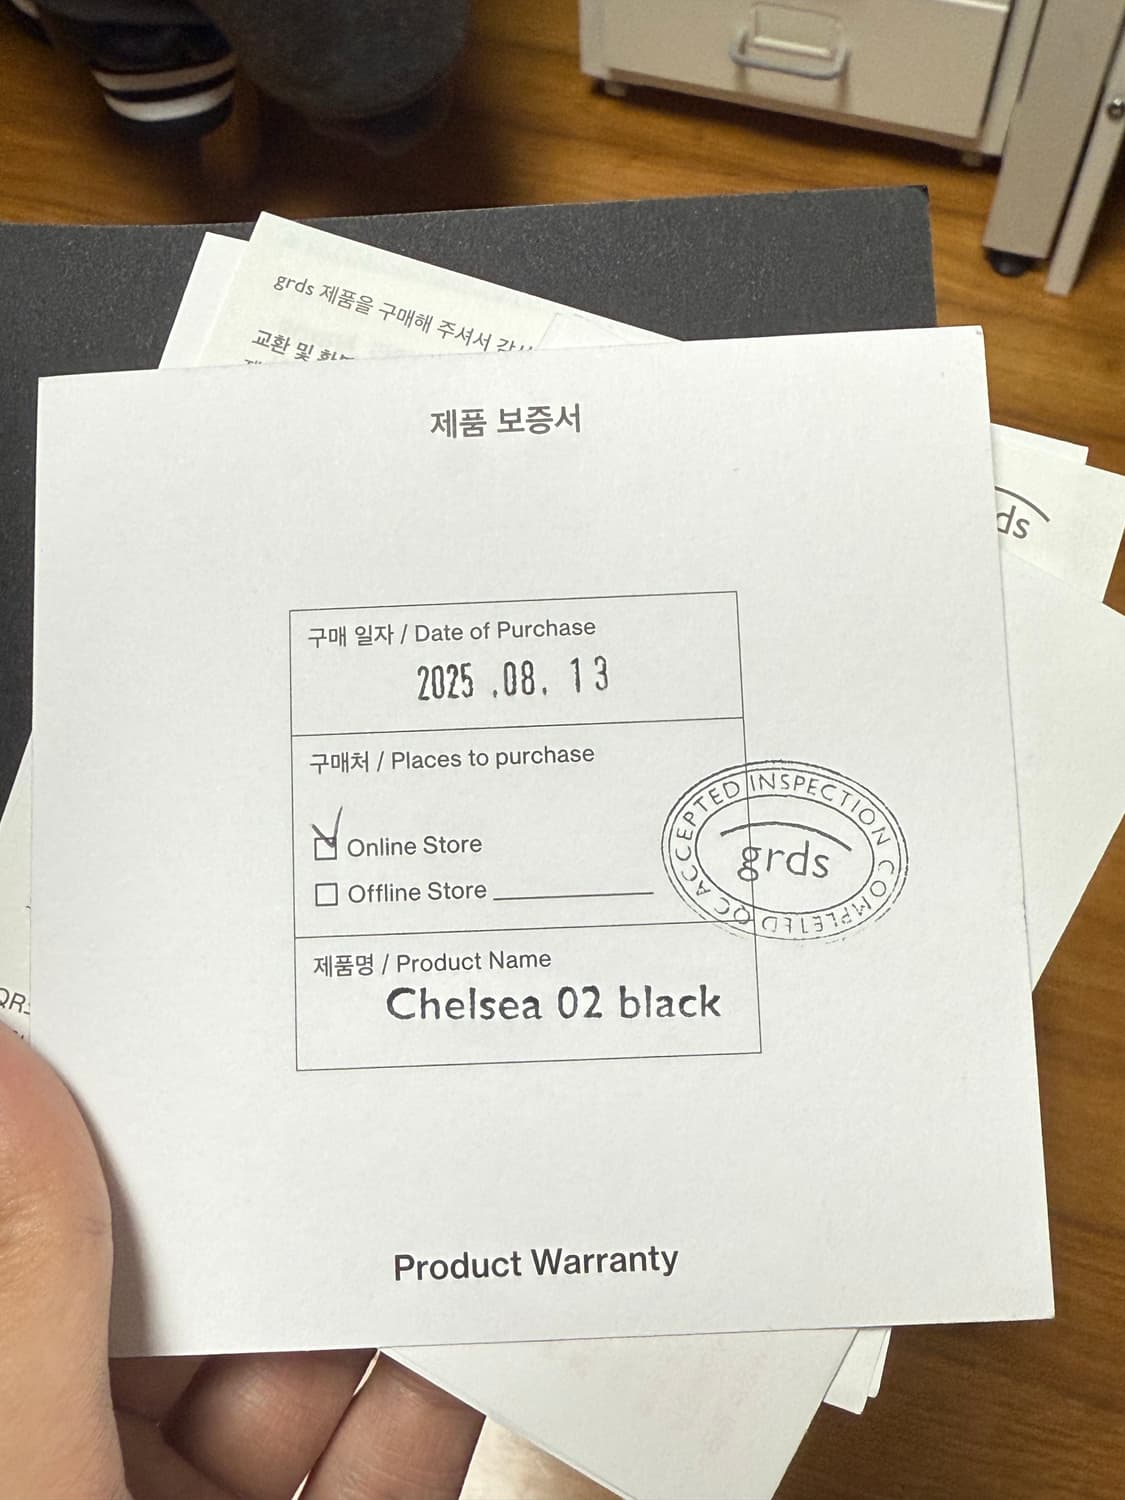 grds 제품을 구매해 주셔서
교환 및
ds
제품 보증서
구매 일자 / Date of Purchase
2025 .08. 13
구매처 / Places to purchase
Online Store
Offline Store
QC ACCEPTED INSPECTION COMPLETED
grds
제품명 / Product Name
Chelsea 02 black
Product Warranty
QR